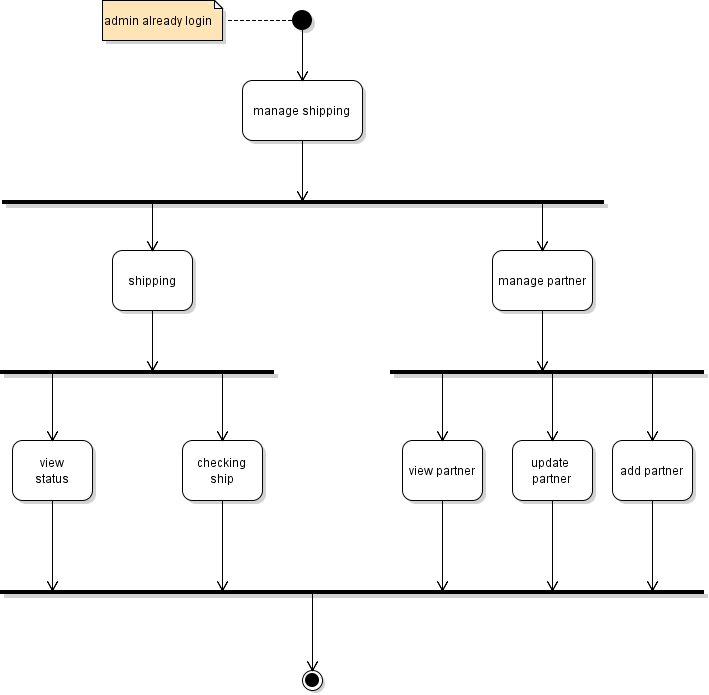 admin already login
manage shipping
shipping
manage partner
view
status
checking
ship
view partner
update
partner
add partner